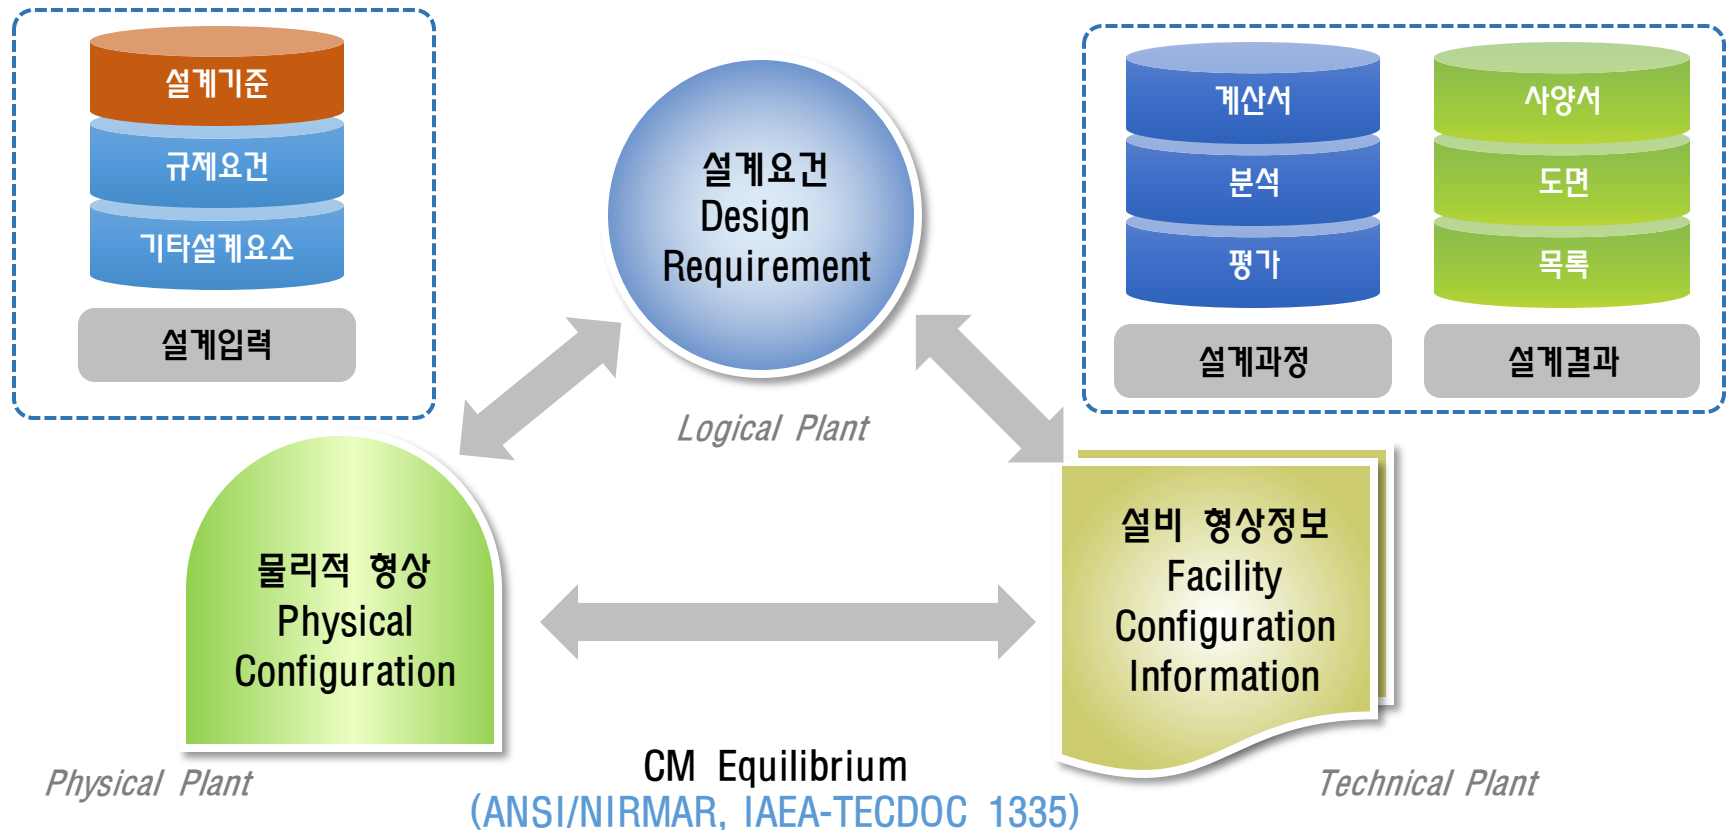 설계기준
규제요건
기타설계요소
설계입력
설계요건
Design
Requirement
Logical Plant
계산서
분석
평가
설계과정
사양서
도면
목록
설계결과
물리적 형상
Physical
Configuration
Physical Plant
설비 형상정보
Facility
Configuration
Information
Technical Plant
CM Equilibrium
(ANSI/NIRMAR, IAEA-TECDOC 1335)